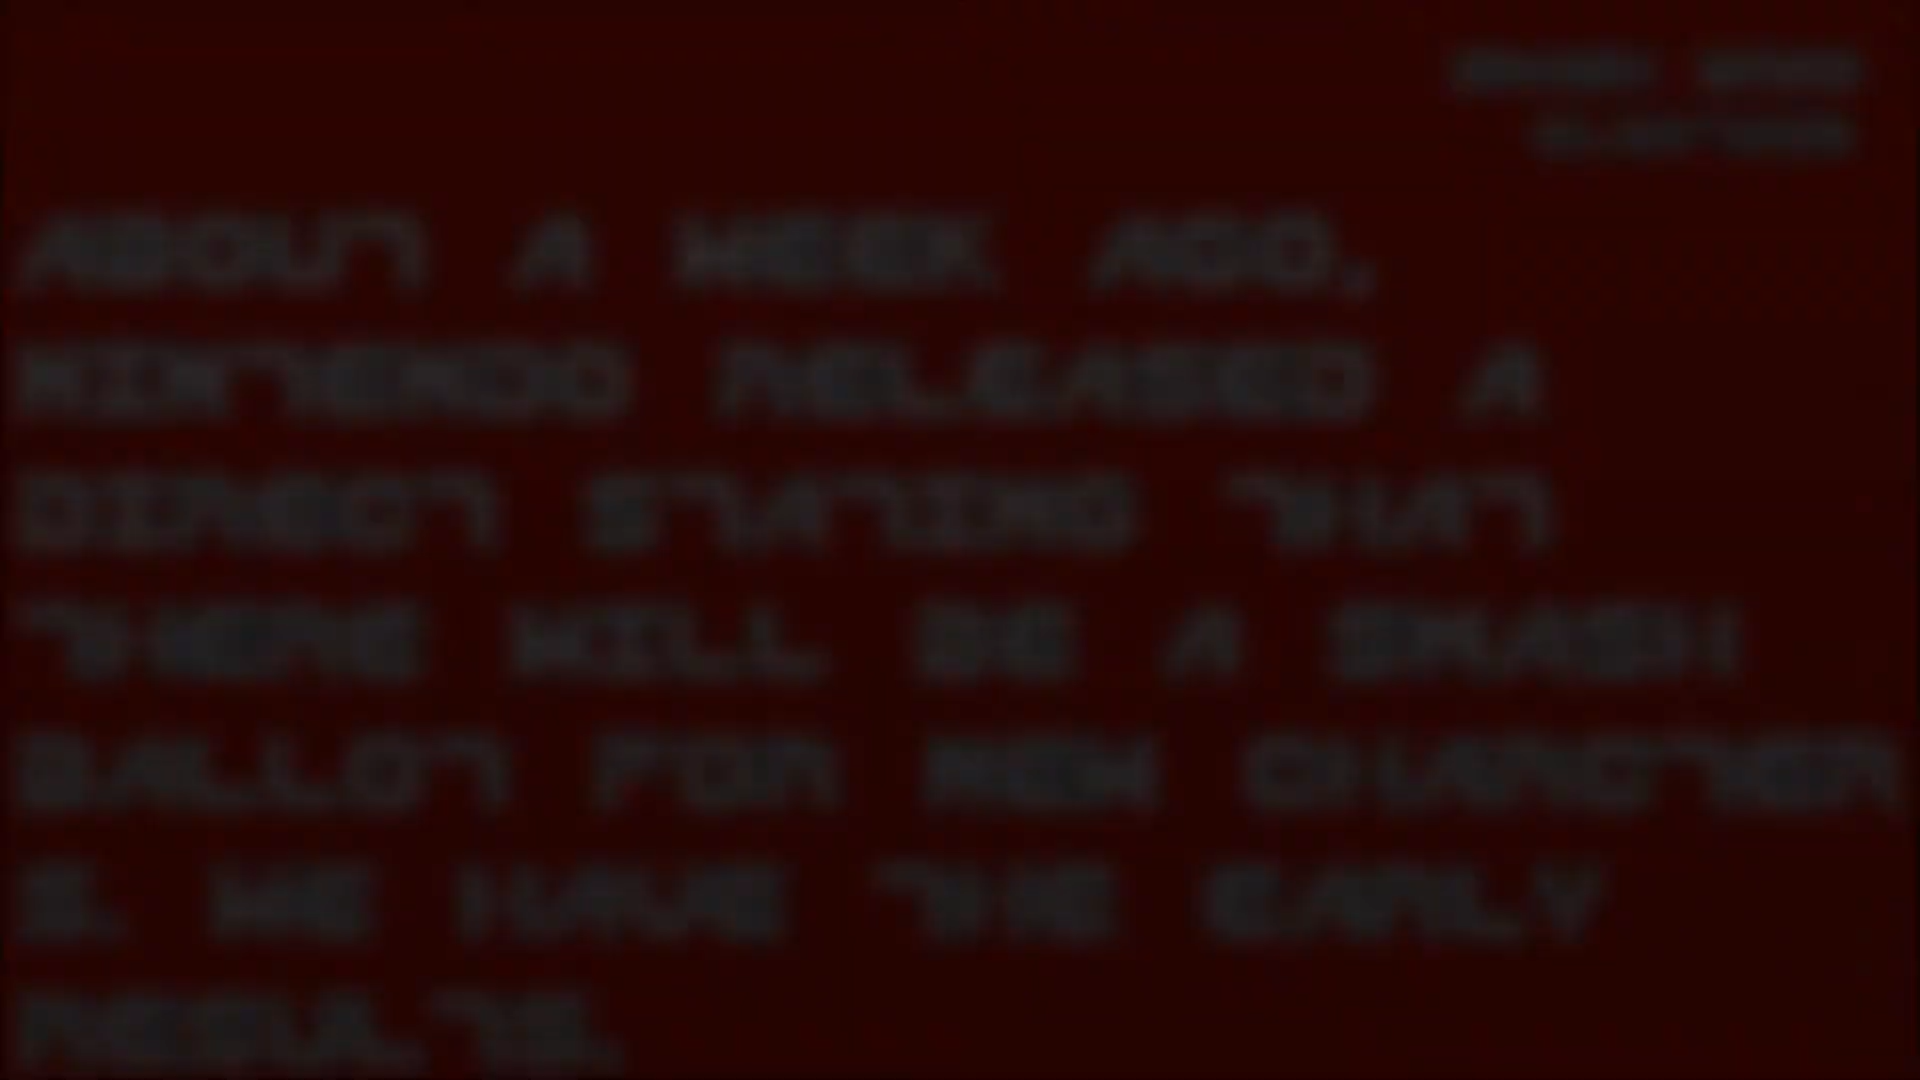 ABOUT A WEEK AGO,
NINTENDO RELEASED A
DIRECT STATING THAT
THERE WILL BE A SMASH
BALLOT FOR NEW CHARACTER
S. WE HAVE THE EARLY
RESULTS.